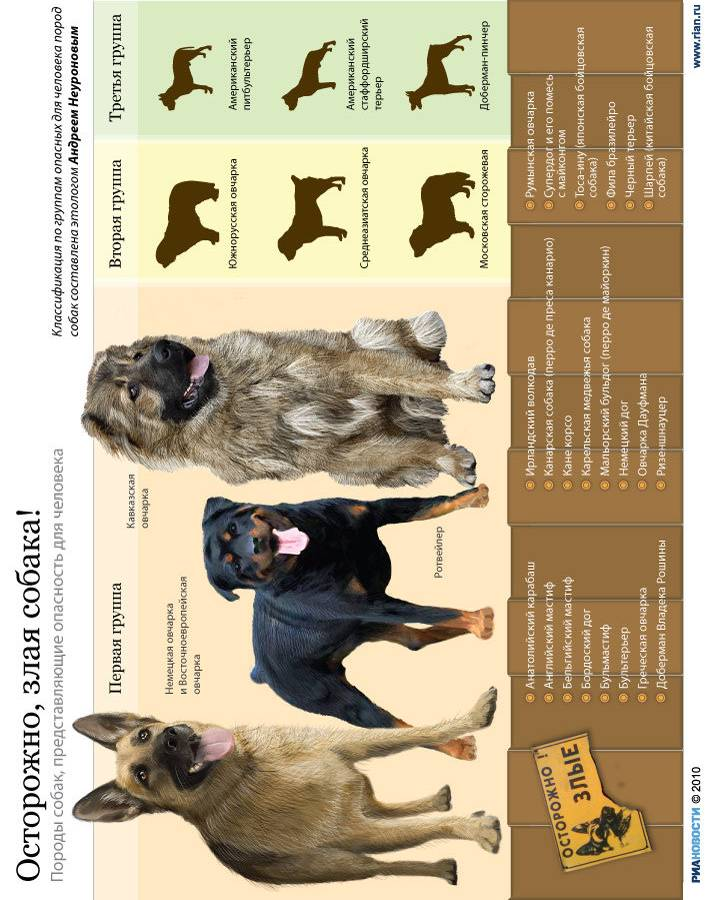 Осторожно, злая собака!
Породы собак, представляющие опасность для человека
Классификация по группам опасных для человека пород
собак составлена этологом Андреем Неуроновым
Первая группа
Немецкая овчарка
и Восточноевропейская
овчарка
Ротвейлер
Кавказская
овчарка
Вторая группа
Южнорусская овчарка
Среднеазиатская овчарка
Московская сторожевая
Третья группа
Американский
питбультерьер
Американский
стаффордширский
терьер
Доберман-пинчер
ОСТОРОЖНО !
ЗЛЫЕ
Анатолийский карабаш
Английский мастиф
Бельгийский мастиф
Бордоский дог
Бульмастиф
Бультерьер
Греческая овчарка
Доберман Владека Рошины
Ирландский волкодав
Канарская собака (перро де преса канарио)
Кане корсо
Карельская медвежья собака
Мальорский бульдог (перро де майоркин)
Немецкий дог
Овчарка Дауфмана
Ризеншнауцер
Румынская овчарка
Супердог и его помесь
с майконгом
Тоса-ину (японская бойцовская
собака)
Фила бразилейро
Черный терьер
Шарпей (китайская бойцовская
собака)
РИАНОВОСТИ © 2010
www.rian.ru